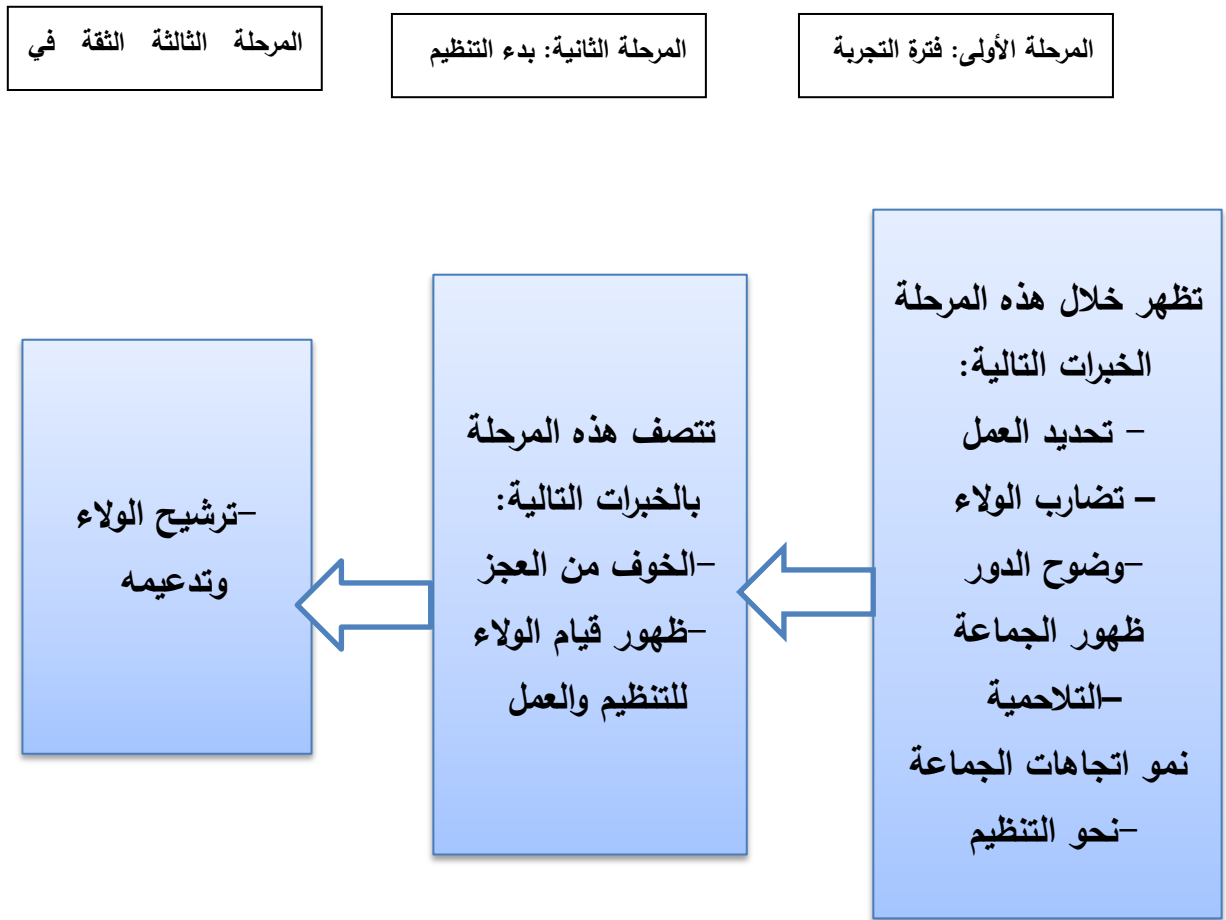 المرحلة الأولى: فترة التجربة
المرحلة الثانية: بدء التنظيم
المرحلة الثالثة الثقة في
تظهر خلال هذه المرحلة
الخبرات التالية:
- تحديد العمل
- تضارب الولاء
-وضوح الدور
ظهور الجماعة
-التلاحمية
نمو اتجاهات الجماعة
-نحو التنظيم
تتصف هذه المرحلة
بالخبرات التالية:
-الخوف من العجز
-ظهور قيام الولاء
للتنظيم والعمل
-ترشيح الولاء
وتدعيمه